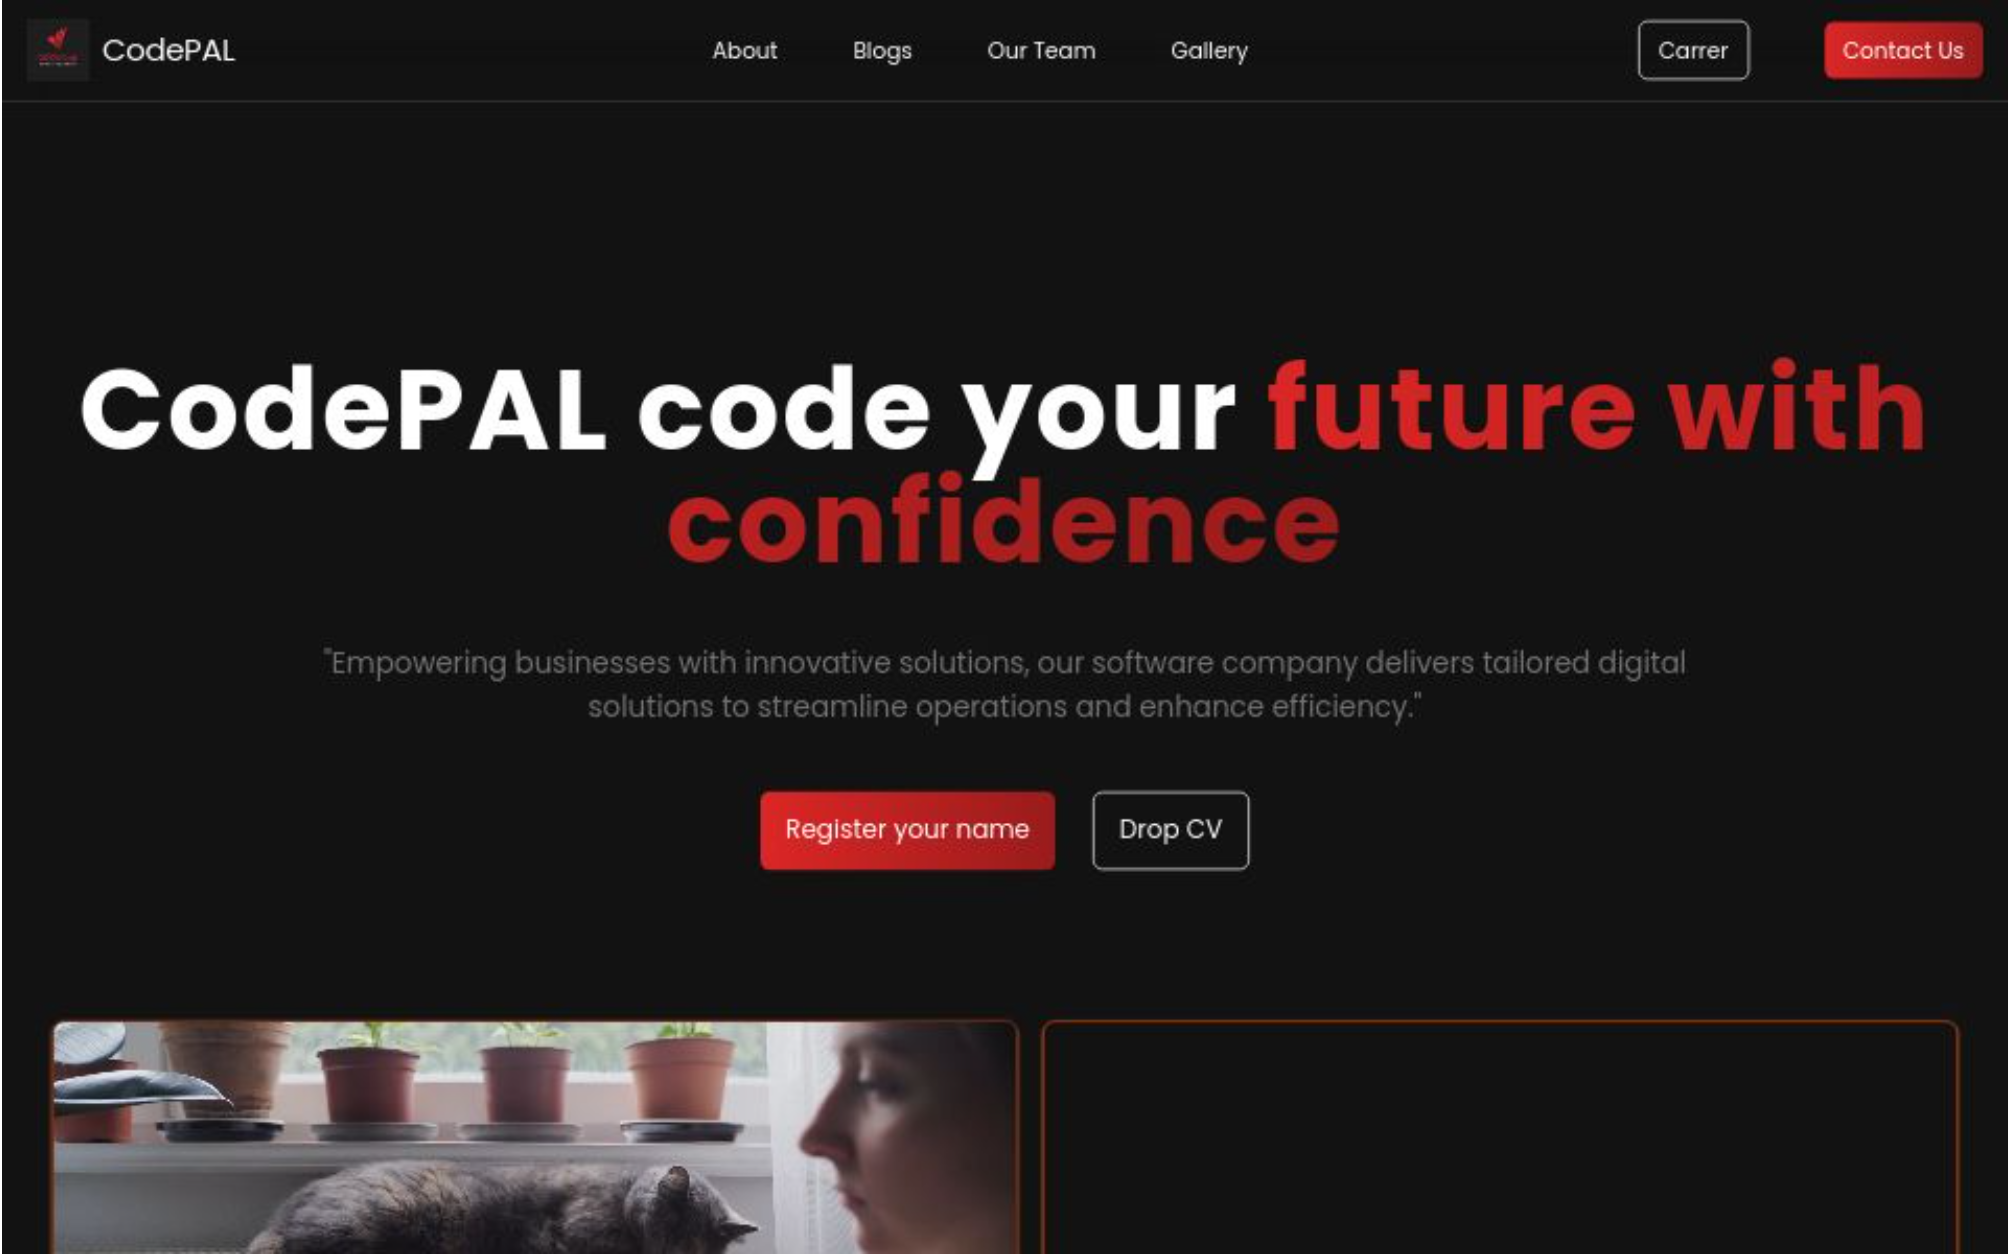 CodePAL
About
Blogs
Our Team
Gallery
Carrer
Contact Us
CodePAL code your future with
confidence
"Empowering businesses with innovative solutions, our software company delivers tailored digital
solutions to streamline operations and enhance efficiency."
Register your name
Drop CV